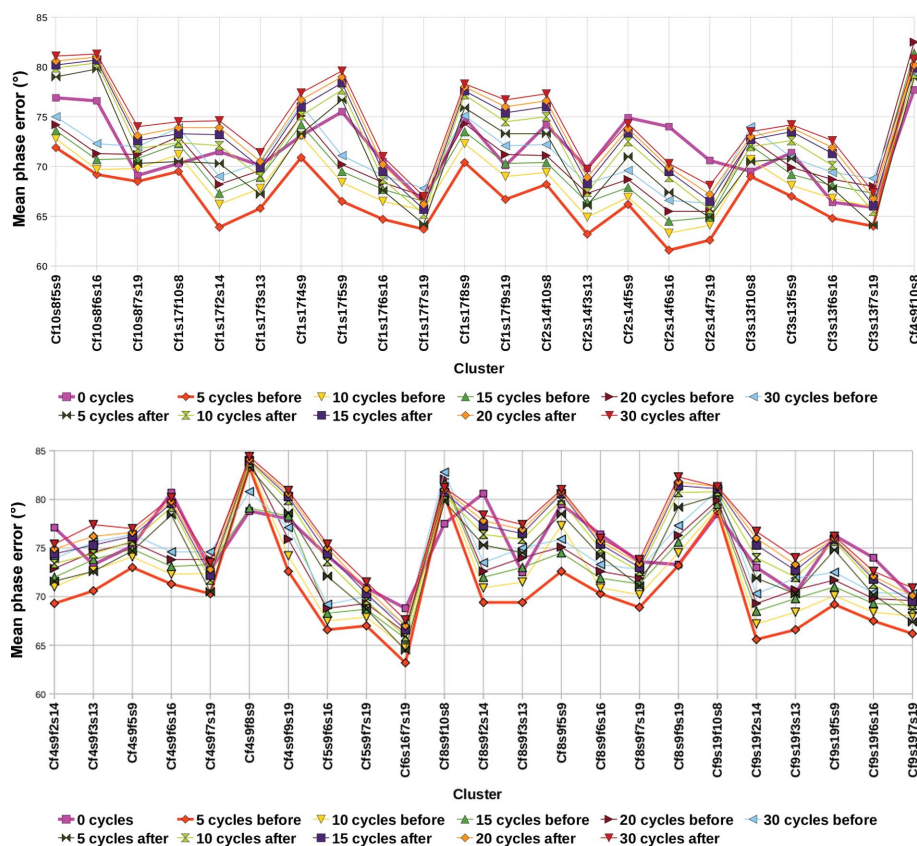 85
80
75
70
65
60
Mean phase error (°)
Cf10s8f5s9
Cf10s8f6s16
Cf10s8f7s19
Cf1s17f10s8
Cf1s17f2s14
Cf1s17f3s13
Cf1s17f4s9
Cf1s17f5s9
Cf1s17f6s16
Cf1s17f7s19
Cf1s17f8s9
Cf1s17f9s19
Cf2s14f10s8
Cf2s14f3s13
Cf2s14f5s9
Cf2s14f6s16
Cf2s14f7s19
Cf3s13f10s8
Cf3s13f5s9
Cf3s13f6s16
Cf3s13f7s19
Cf4s9f10s8
Cluster
0 cycles 5 cycles before 10 cycles before 15 cycles before 20 cycles before 30 cycles before
5 cycles after 10 cycles after 15 cycles after 20 cycles after 30 cycles after
85
80
75
70
65
60
Mean phase error (°)
Cf4s9f2s14
Cf4s9f3s13
Cf4s9f5s9
Cf4s9f6s16
Cf4s9f7s19
Cf4s9f8s9
Cf4s9f9s19
Cf5s9f6s16
Cf5s9f7s19
Cf6s16f7s19
Cf8s9f10s8
Cf8s9f2s14
Cf8s9f3s13
Cf8s9f5s9
Cf8s9f6s16
Cf8s9f7s19
Cf8s9f9s19
Cf9s19f10s8
Cf9s19f2s14
Cf9s19f3s13
Cf9s19f5s9
Cf9s19f6s16
Cf9s19f7s19
Cluster
0 cycles 5 cycles before 10 cycles before 15 cycles before 20 cycles before 30 cycles before
5 cycles after 10 cycles after 15 cycles after 20 cycles after 30 cycles after